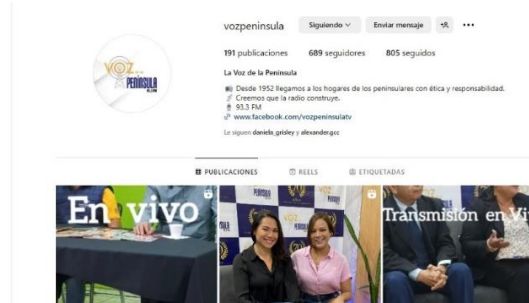 vozpeninsula
Siguiendo
Enviar mensaje
191 publicaciones
689 seguidores
805 seguidos
VOZ
PENÍNSULA
La Voz de la Península
Desde 1952 llegamos a los hogares de los peninsulares con ética y responsabilidad.
Creemos que la radio construye.
93.3 FM
www.facebook.com/vozpeninsulatv
Le siguen daniela_grisley y alexander.gcc
PUBLICACIONES
REELS
ETIQUETADAS
En vivo
Transmisión en Vi